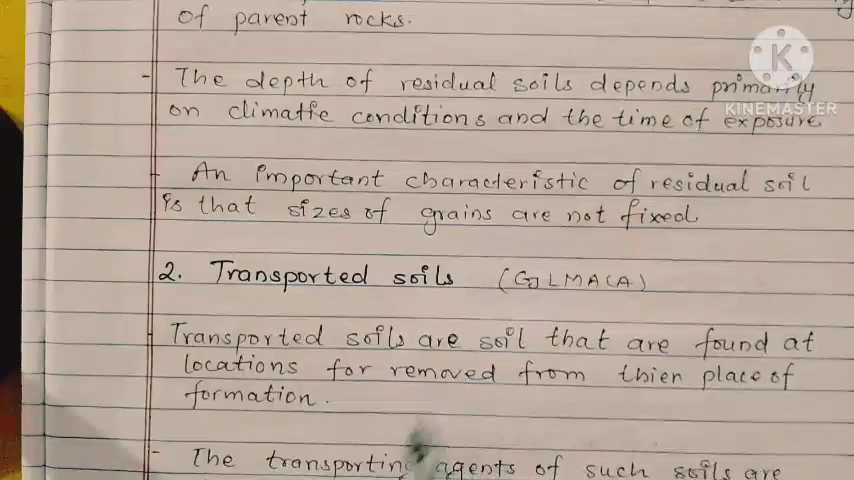 of parent rocks.
- The depth of residual soils depends primarily
KINEMASTER
on climatic conditions and the time of exposure
- An important characteristic of residual soil
is that sizes of grains are not fixed
2. Transported soils (GJLMACA)
- Transported soils are soil that are found at
locations for removed from thier place of
formation.
- The transporting agents of such soils are